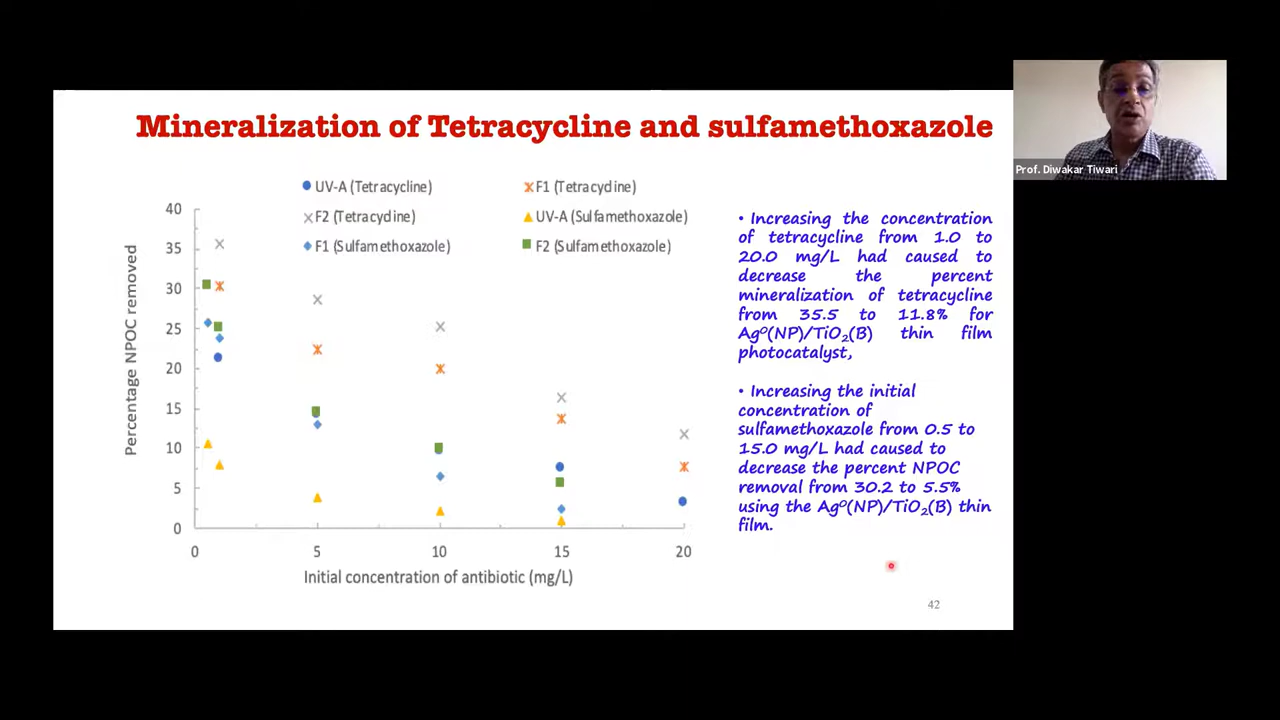 Mineralization of Tetracycline and sulfamethoxazole
Prof. Diwakar Tiwari
UV-A (Tetracycline)
F1 (Tetracycline)
F2 (Tetracycline)
UV-A (Sulfamethoxazole)
F1 (Sulfamethoxazole)
F2 (Sulfamethoxazole)
Percentage NPOC removed
40
35
30
25
20
15
10
5
0
0 5 10 15 20
Initial concentration of antibiotic (mg/L)
• Increasing the concentration
of tetracycline from 1.0 to
20.0 mg/L had caused to
decrease the percent
mineralization of tetracycline
from 35.5 to 11.8% for
Ag⁰(NP)/TiO₂(B) thin film
photocatalyst,
• Increasing the initial
concentration of
sulfamethoxazole from 0.5 to
15.0 mg/L had caused to
decrease the percent NPOC
removal from 30.2 to 5.5%
using the Ag⁰(NP)/TiO₂(B) thin
film.
42